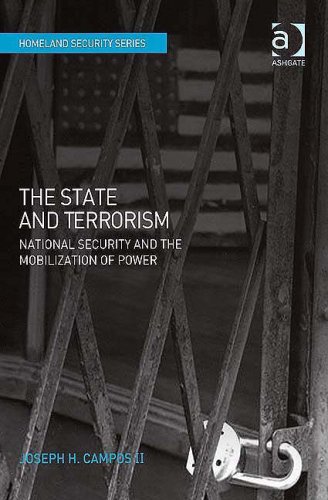 HOMELAND SECURITY SERIES
a
ASHGATE
THE STATE
AND TERRORISM
NATIONAL SECURITY AND THE
MOBILIZATION OF POWER
JOSEPH H. CAMPOS II